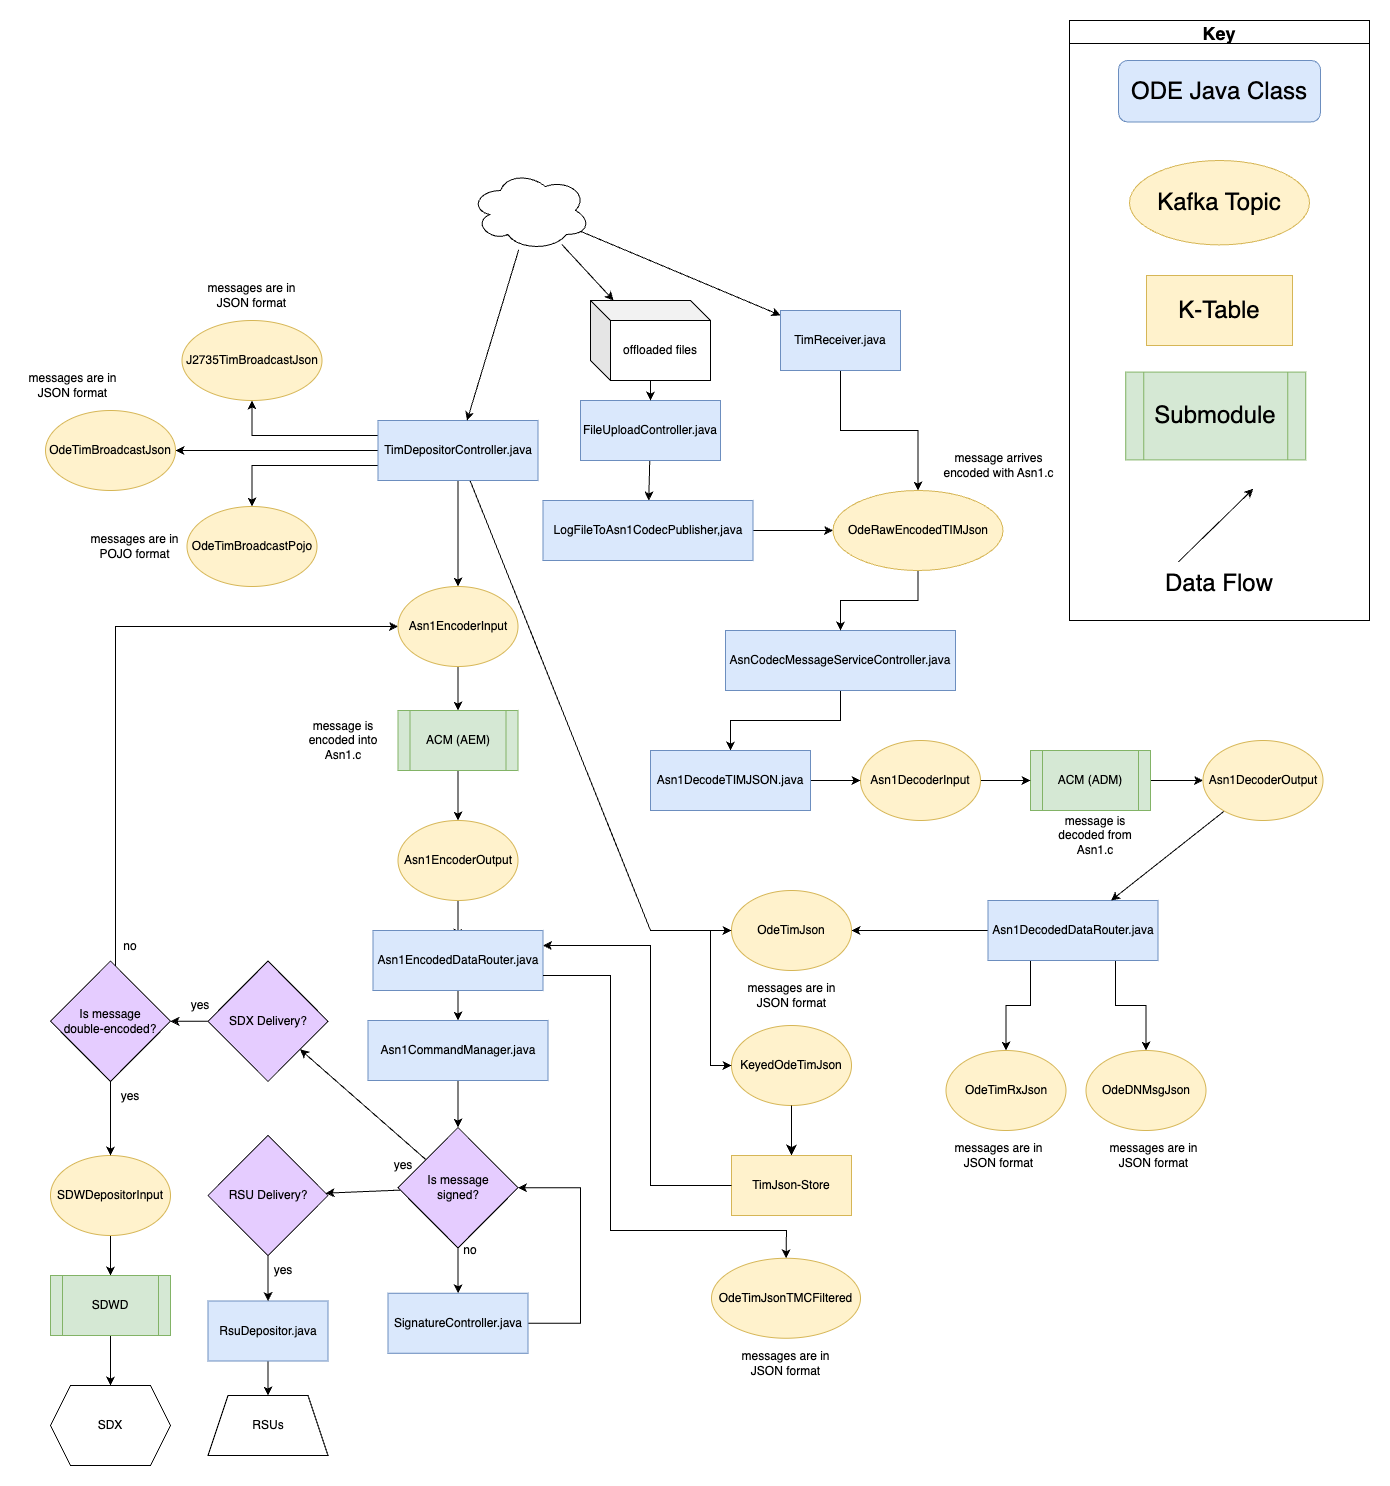 Key
ODE Java Class
Kafka Topic
K-Table
Submodule
Data Flow
messages are in
JSON format
J2735TimBroadcastJson
messages are in
JSON format
OdeTimBroadcastJson
messages are in
POJO format
OdeTimBroadcastPojo
TimDepositorController.java
offloaded files
TimReceiver.java
FileUploadController.java
LogFileToAsn1CodecPublisher,java
message arrives
encoded with Asn1.c
OdeRawEncodedTIMJson
Asn1EncoderInput
AsnCodecMessageServiceController.java
message is
encoded into
Asn1.c
ACM (AEM)
Asn1DecodeTIMJSON.java
Asn1DecoderInput
ACM (ADM)
Asn1DecoderOutput
message is
decoded from
Asn1.c
Asn1EncoderOutput
OdeTimJson
Asn1DecodedDataRouter.java
messages are in
JSON format
Asn1EncodedDataRouter.java
no
Is message
double-encoded?
yes
SDX Delivery?
Asn1CommandManager.java
KeyedOdeTimJson
OdeTimRxJson
OdeDNMsgJson
messages are in
JSON format
messages are in
JSON format
yes
yes
Is message
signed?
no
RSU Delivery?
yes
TimJson-Store
SDWDepositorInput
SDWD
RsuDepositor.java
SignatureController.java
OdeTimJsonTMCFiltered
messages are in
JSON format
SDX
RSUs